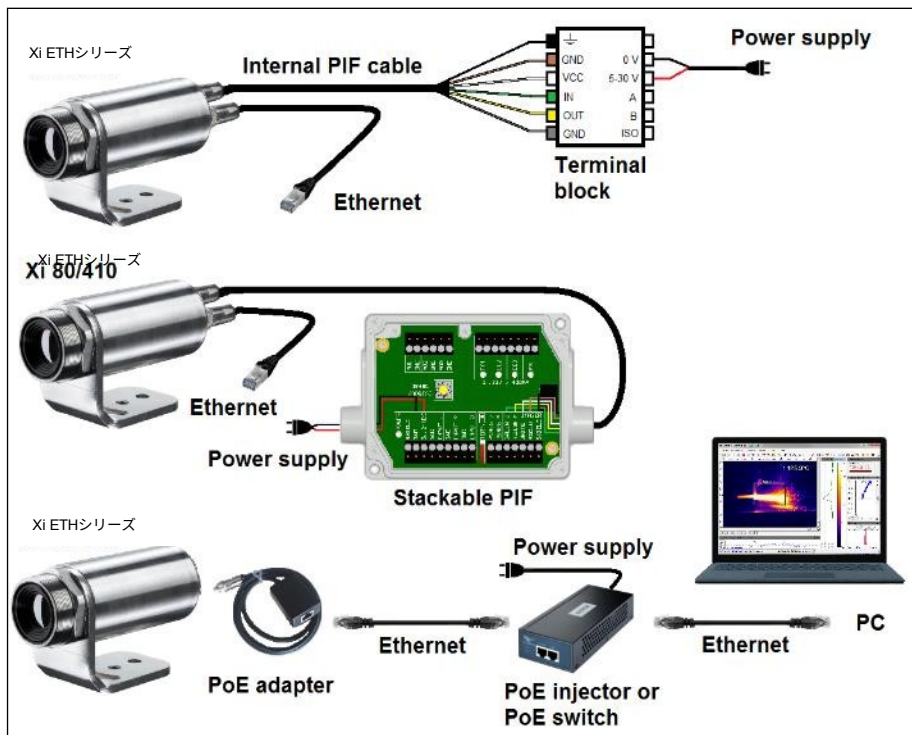 Xi ETHシリーズ
Internal PIF cable
Power supply
GND
VCC
IN
OUT
GND
0 V
5-30 V
A
B
ISO
Terminal
block
Ethernet
Xi ETHシリーズ
Xi 80/410
Ethernet
Power supply
Stackable PIF
Xi ETHシリーズ
Power supply
Ethernet
Ethernet
PC
PoE adapter
PoE injector or
PoE switch